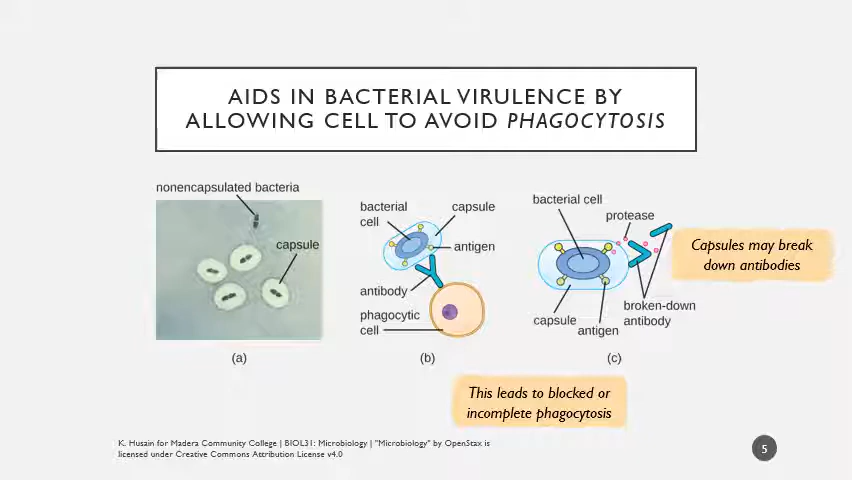 AIDS IN BACTERIAL VIRULENCE BY
ALLOWING CELL TO AVOID PHAGOCYTOSIS
nonencapsulated bacteria
capsule
(a)
bacterial
cell
capsule
antigen
antibody
phagocytic
cell
(b)
bacterial cell
protease
capsule
antigen
broken-down
antibody
(c)
Capsules may break
down antibodies
This leads to blocked or
incomplete phagocytosis
K. Husain for Madera Community College | BIOL31: Microbiology | "Microbiology" by OpenStax is
licensed under Creative Commons Attribution License v4.0
5